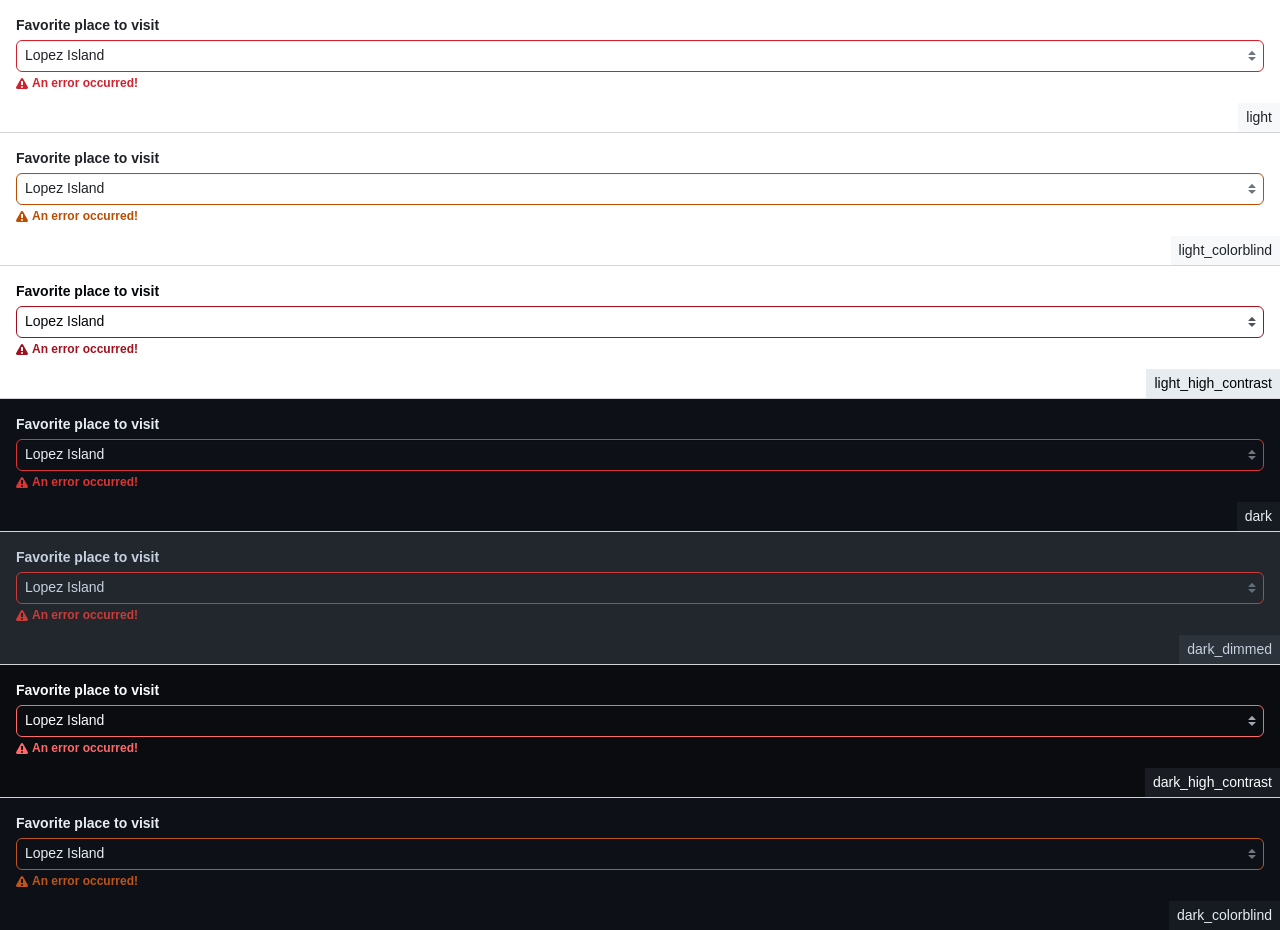 Favorite place to visit
Lopez Island
An error occurred!
light
Favorite place to visit
Lopez Island
An error occurred!
light_colorblind
Favorite place to visit
Lopez Island
An error occurred!
light_high_contrast
Favorite place to visit
Lopez Island
An error occurred!
dark
Favorite place to visit
Lopez Island
An error occurred!
dark_dimmed
Favorite place to visit
Lopez Island
An error occurred!
dark_high_contrast
Favorite place to visit
Lopez Island
An error occurred!
dark_colorblind